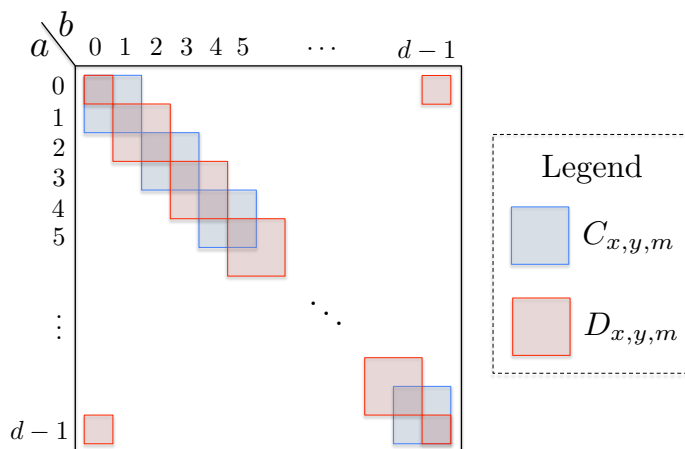 b
a 0 1 2 3 4 5 ⋯ d − 1
0
1
2
3
4
5
⋮ ⋱
d − 1
Legend
C_{x,y,m}
D_{x,y,m}